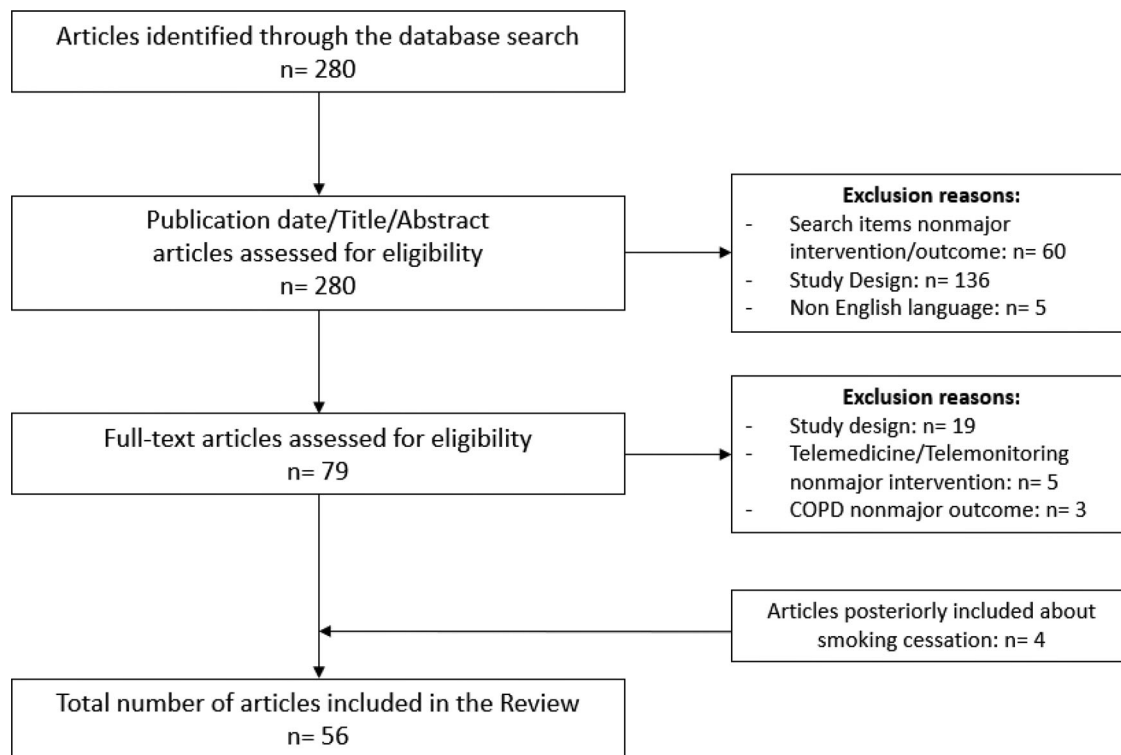 Articles identified through the database search
n= 280
Publication date/Title/Abstract
articles assessed for eligibility
n= 280
Exclusion reasons:
- Search items nonmajor
intervention/outcome: n= 60
- Study Design: n= 136
- Non English language: n= 5
Full-text articles assessed for eligibility
n= 79
Exclusion reasons:
- Study design: n= 19
- Telemedicine/Telemonitoring
nonmajor intervention: n= 5
- COPD nonmajor outcome: n= 3
Articles posteriorly included about
smoking cessation: n= 4
Total number of articles included in the Review
n= 56